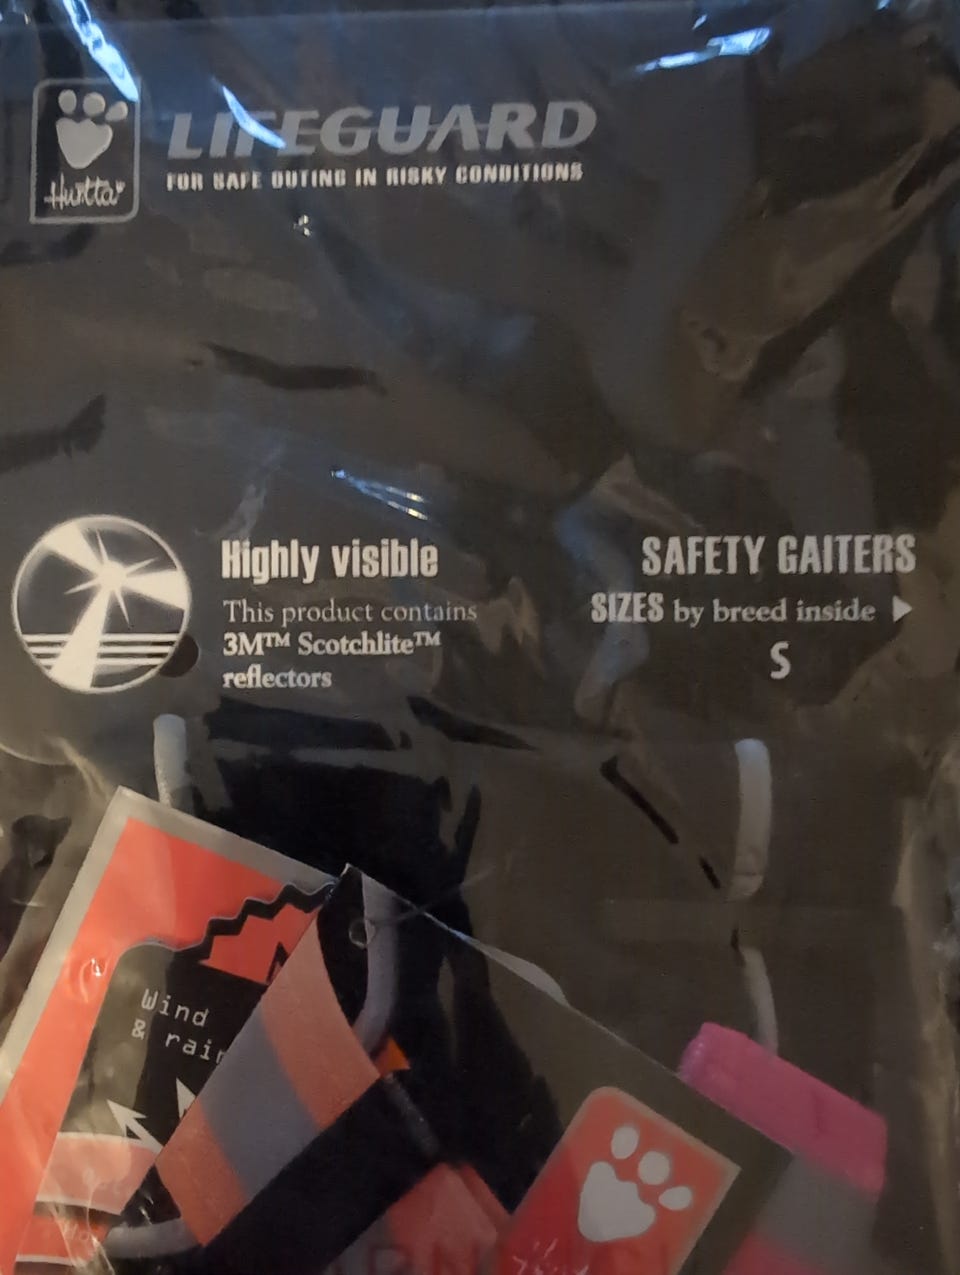 Hurtta
LIFEGUARD
FOR SAFE OUTING IN RISKY CONDITIONS
Highly visible
This product contains
3M™ Scotchlite™
reflectors
SAFETY GAITERS
SIZES by breed inside
S
Wind
& rain